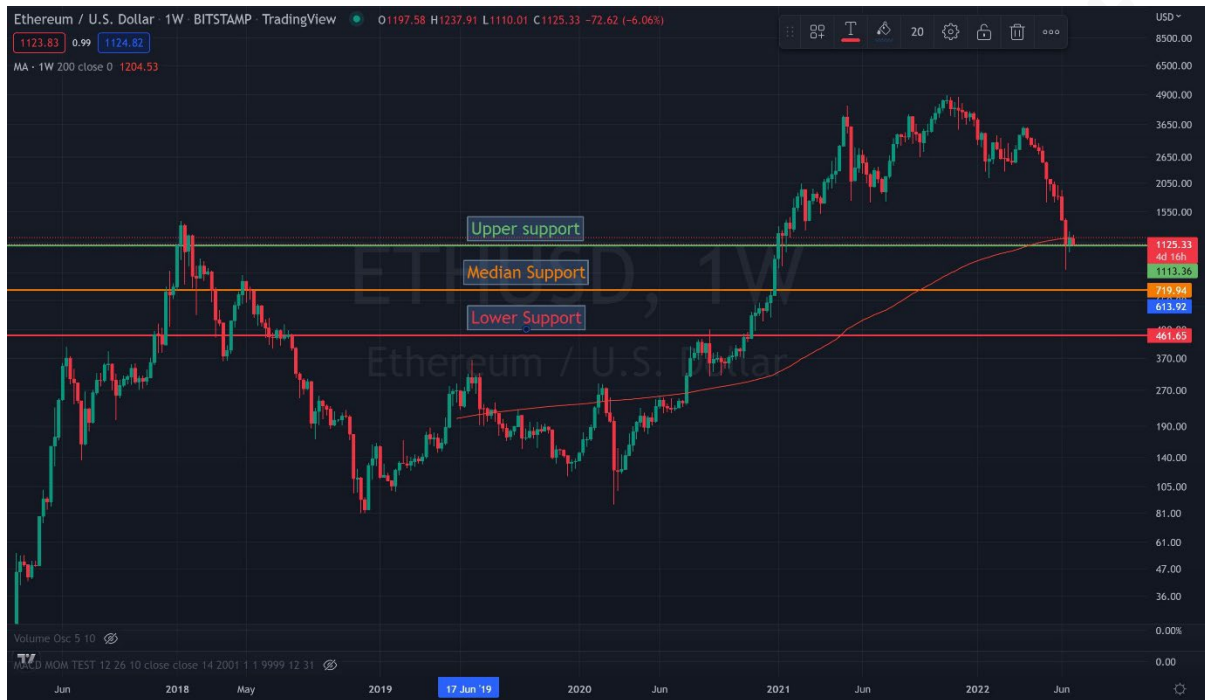 Ethereum / U.S. Dollar · 1W · BITSTAMP · TradingView O1197.58 H1237.91 L1110.01 C1125.33 -72.62 (-6.06%)
1123.83 0.99 1124.82
MA · 1W 200 close 0 1204.53
T 20
USD
8500.00
6500.00
4900.00
3650.00
2650.00
2050.00
1550.00
Upper support
1125.33
4d 16h
1113.36
ETHUSD, 1W
Median Support
719.94
613.92
Lower Support
461.65
Ethereum / U.S. Dollar
370.00
270.00
190.00
140.00
105.00
81.00
61.00
47.00
36.00
Volume Osc 5 10
0.00%
MACD MOM TEST 12 26 10 close close 14 2001 1 1 9999 12 31
0.00
Jun 2018 May 2019 17 Jun '19 2020 Jun 2021 Jun 2022 Jun